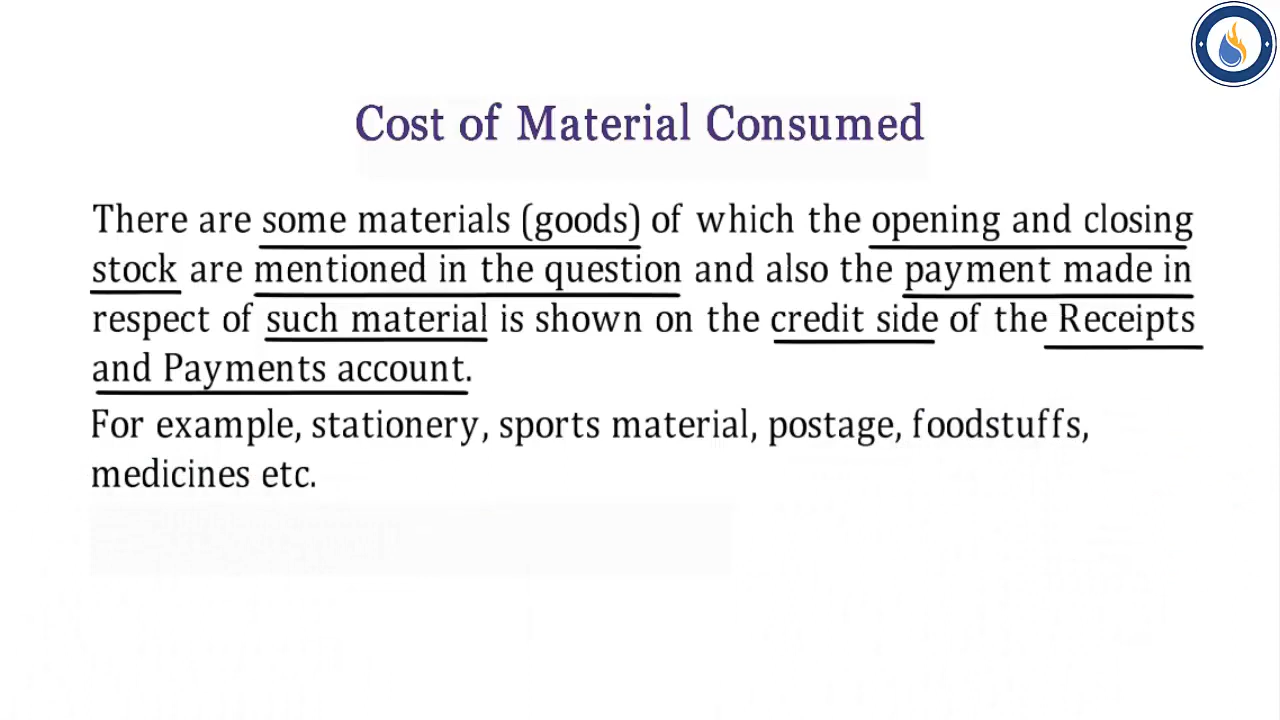 Cost of Material Consumed
There are some materials (goods) of which the opening and closing
stock are mentioned in the question and also the payment made in
respect of such material is shown on the credit side of the Receipts
and Payments account.
For example, stationery, sports material, postage, foodstuffs,
medicines etc.